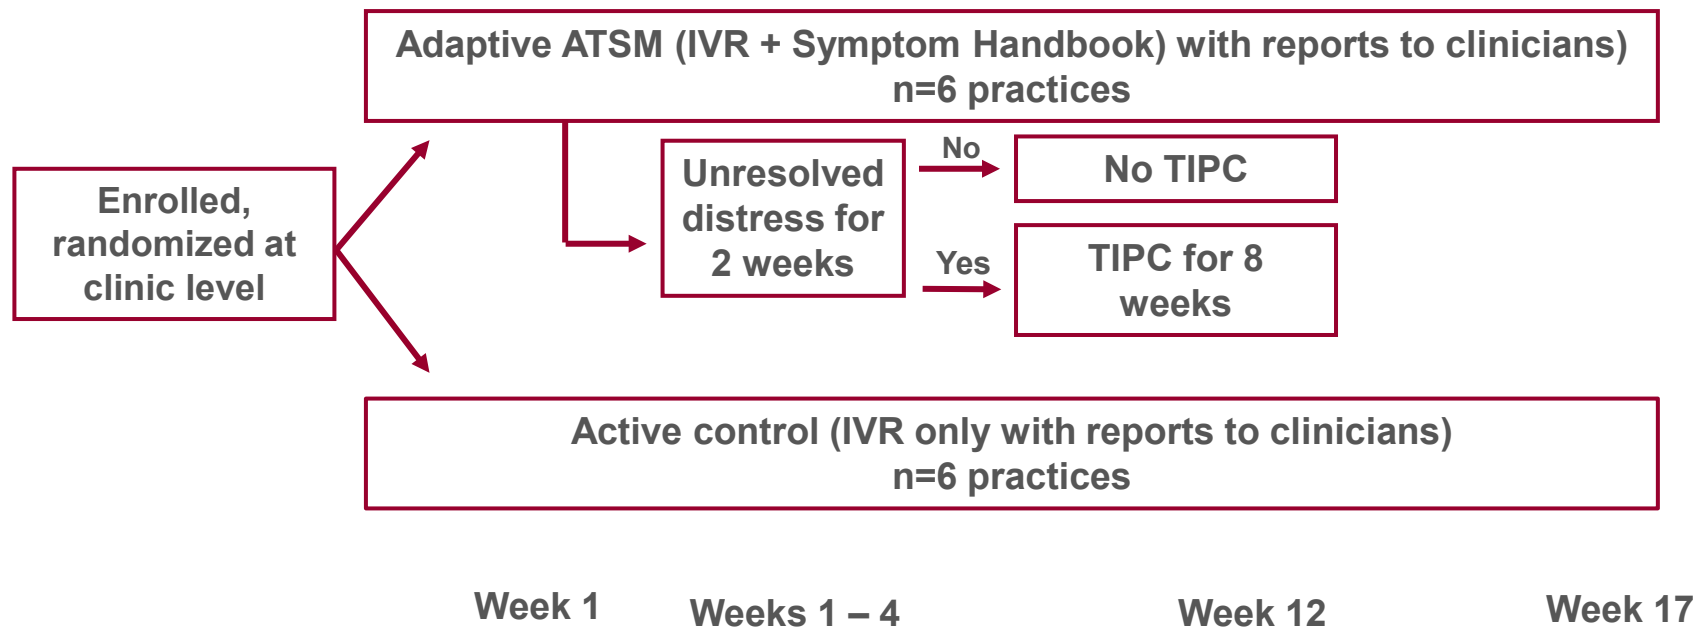 Adaptive ATSM (IVR + Symptom Handbook) with reports to clinicians)
n=6 practices
Enrolled,
randomized at
clinic level
Unresolved
distress for
2 weeks
No
No TIPC
Yes
TIPC for 8
weeks
Active control (IVR only with reports to clinicians)
n=6 practices
Week 1
Weeks 1 – 4
Week 12
Week 17